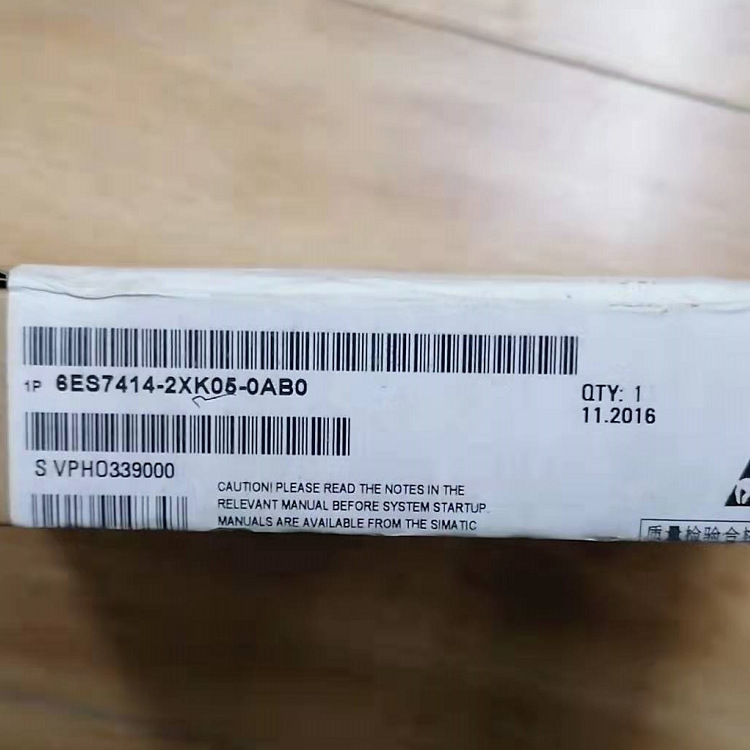 1P 6ES7414-2XK05-0AB0
QTY: 1
11.2016
S VPH0339000
CAUTION! PLEASE READ THE NOTES IN THE
RELEVANT MANUAL BEFORE SYSTEM STARTUP.
MANUALS ARE AVAILABLE FROM THE SIMATIC
质量检验合